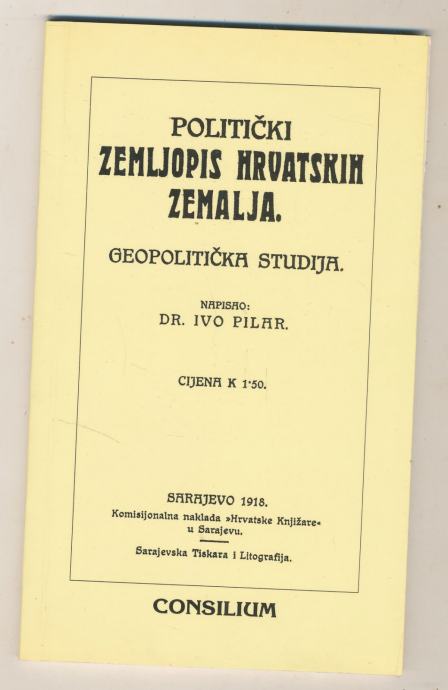 POLITIČKI
ZEMLJOPIS HRVATSKIH
ZEMALJA.
GEOPOLITIČKA STUDIJA.
NAPISAO:
DR. IVO PILAR.
CIJENA K 1·50.
SARAJEVO 1918.
Komisijonalna naklada »Hrvatske Knjižare«
u Sarajevu.
Sarajevska Tiskara i Litografija.
CONSILIUM